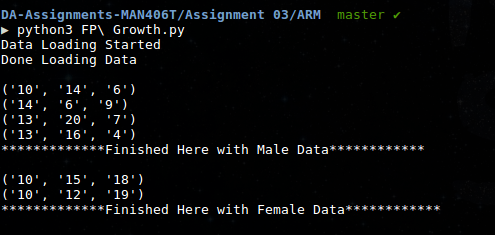 DA-Assignments-MAN406T/Assignment 03/ARM  master ✔
▶ python3 FP\ Growth.py
Data Loading Started
Done Loading Data
('10', '14', '6')
('14', '6', '9')
('13', '20', '7')
('13', '16', '4')
*************Finished Here with Male Data************
('10', '15', '18')
('10', '12', '19')
*************Finished Here with Female Data************